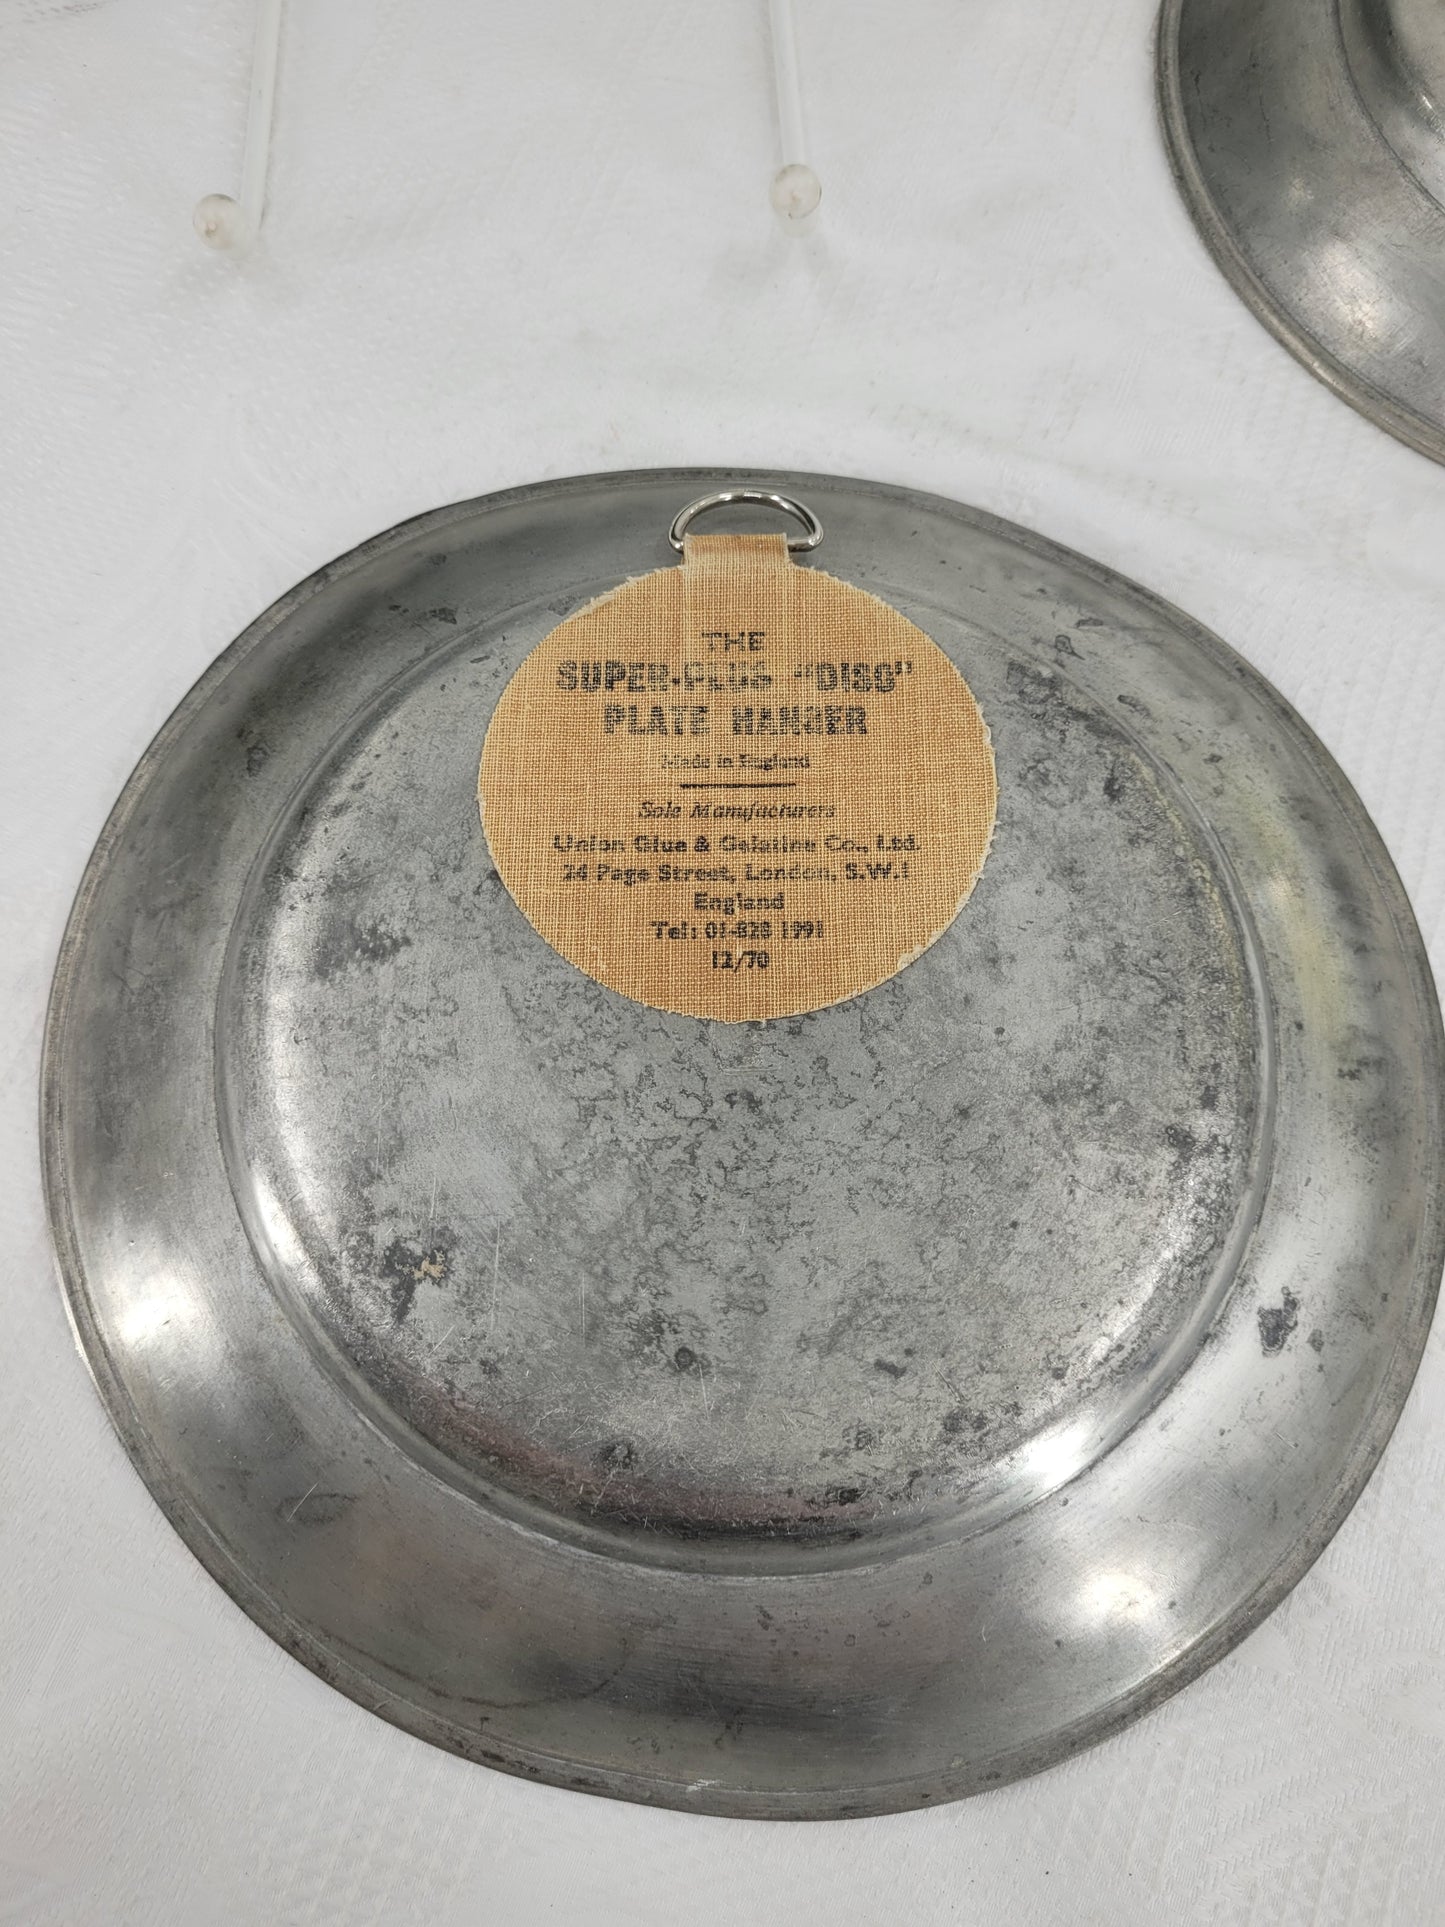 THE
SUPER-PLUS "DISC"
PLATE HANGER
Made in England
Sole Manufacturers
Union Glue & Gelatine Co., Ltd.
24 Page Street, London, S.W.1
England
Tel: 01-828 1991
12/70